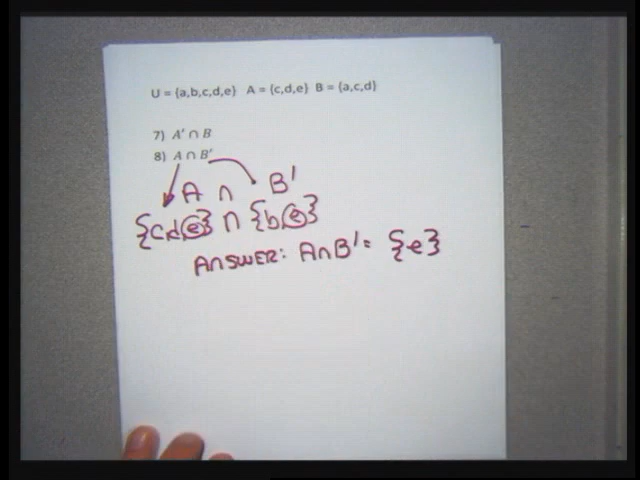 U = {a,b,c,d,e} A = {c,d,e} B = {a,c,d}
7) A' ∩ B
8) A ∩ B'
A ∩ B'
{c d e} ∩ {b e}
ANSWER: A∩B' = {e}